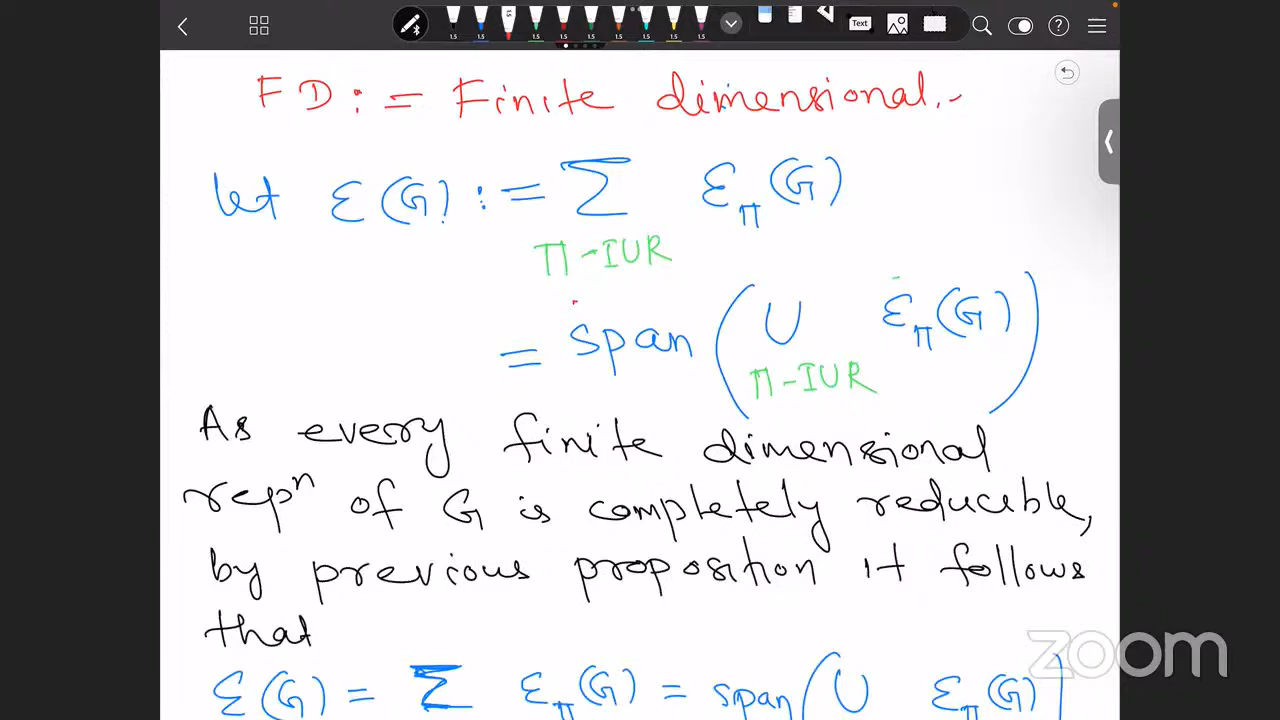 FD := Finite dimensional.
Let ℰ(G) := Σ ℰ_π(G)
π-IUR
= span ( ∪ ℰ_π(G) )
π-IUR
As every finite dimensional
repⁿ of G is completely reducible,
by previous proposition it follows
that
ℰ(G) = Σ ℰ_π(G) = span ( ∪ ℰ_π(G) )
Text
zoom